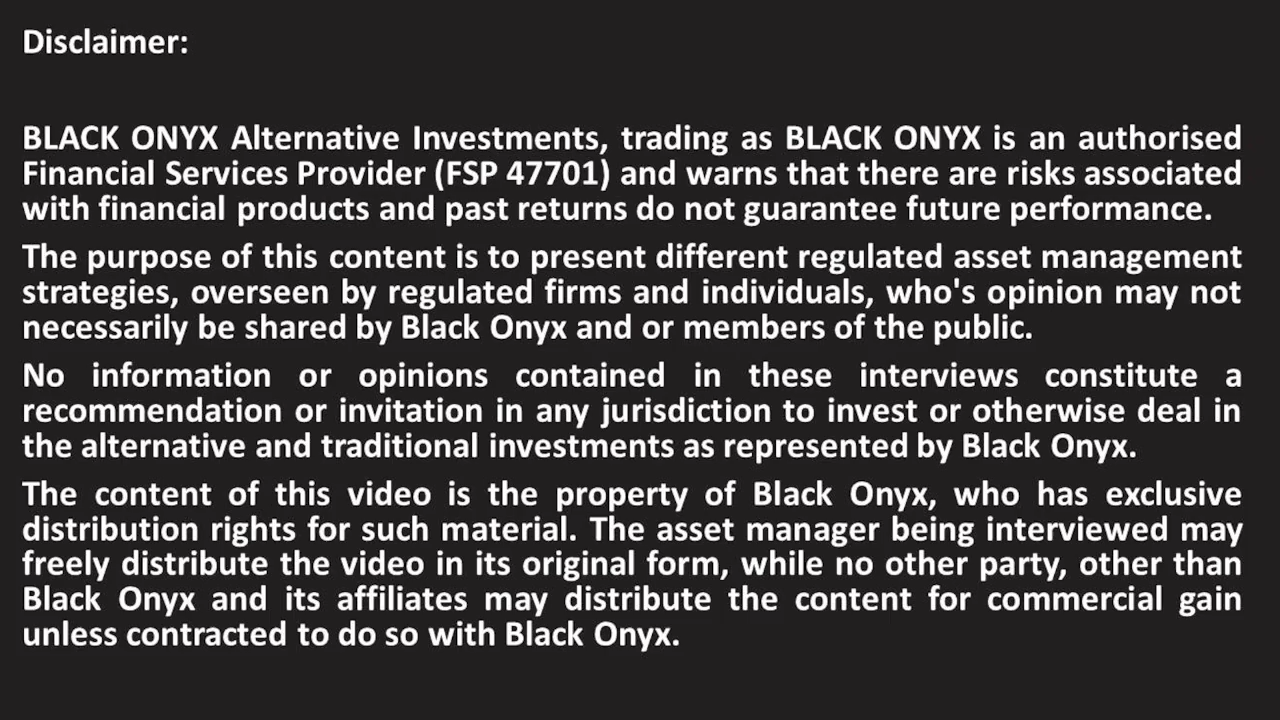 Disclaimer:
BLACK ONYX Alternative Investments, trading as BLACK ONYX is an authorised
Financial Services Provider (FSP 47701) and warns that there are risks associated
with financial products and past returns do not guarantee future performance.
The purpose of this content is to present different regulated asset management
strategies, overseen by regulated firms and individuals, who's opinion may not
necessarily be shared by Black Onyx and or members of the public.
No information or opinions contained in these interviews constitute a
recommendation or invitation in any jurisdiction to invest or otherwise deal in
the alternative and traditional investments as represented by Black Onyx.
The content of this video is the property of Black Onyx, who has exclusive
distribution rights for such material. The asset manager being interviewed may
freely distribute the video in its original form, while no other party, other than
Black Onyx and its affiliates may distribute the content for commercial gain
unless contracted to do so with Black Onyx.